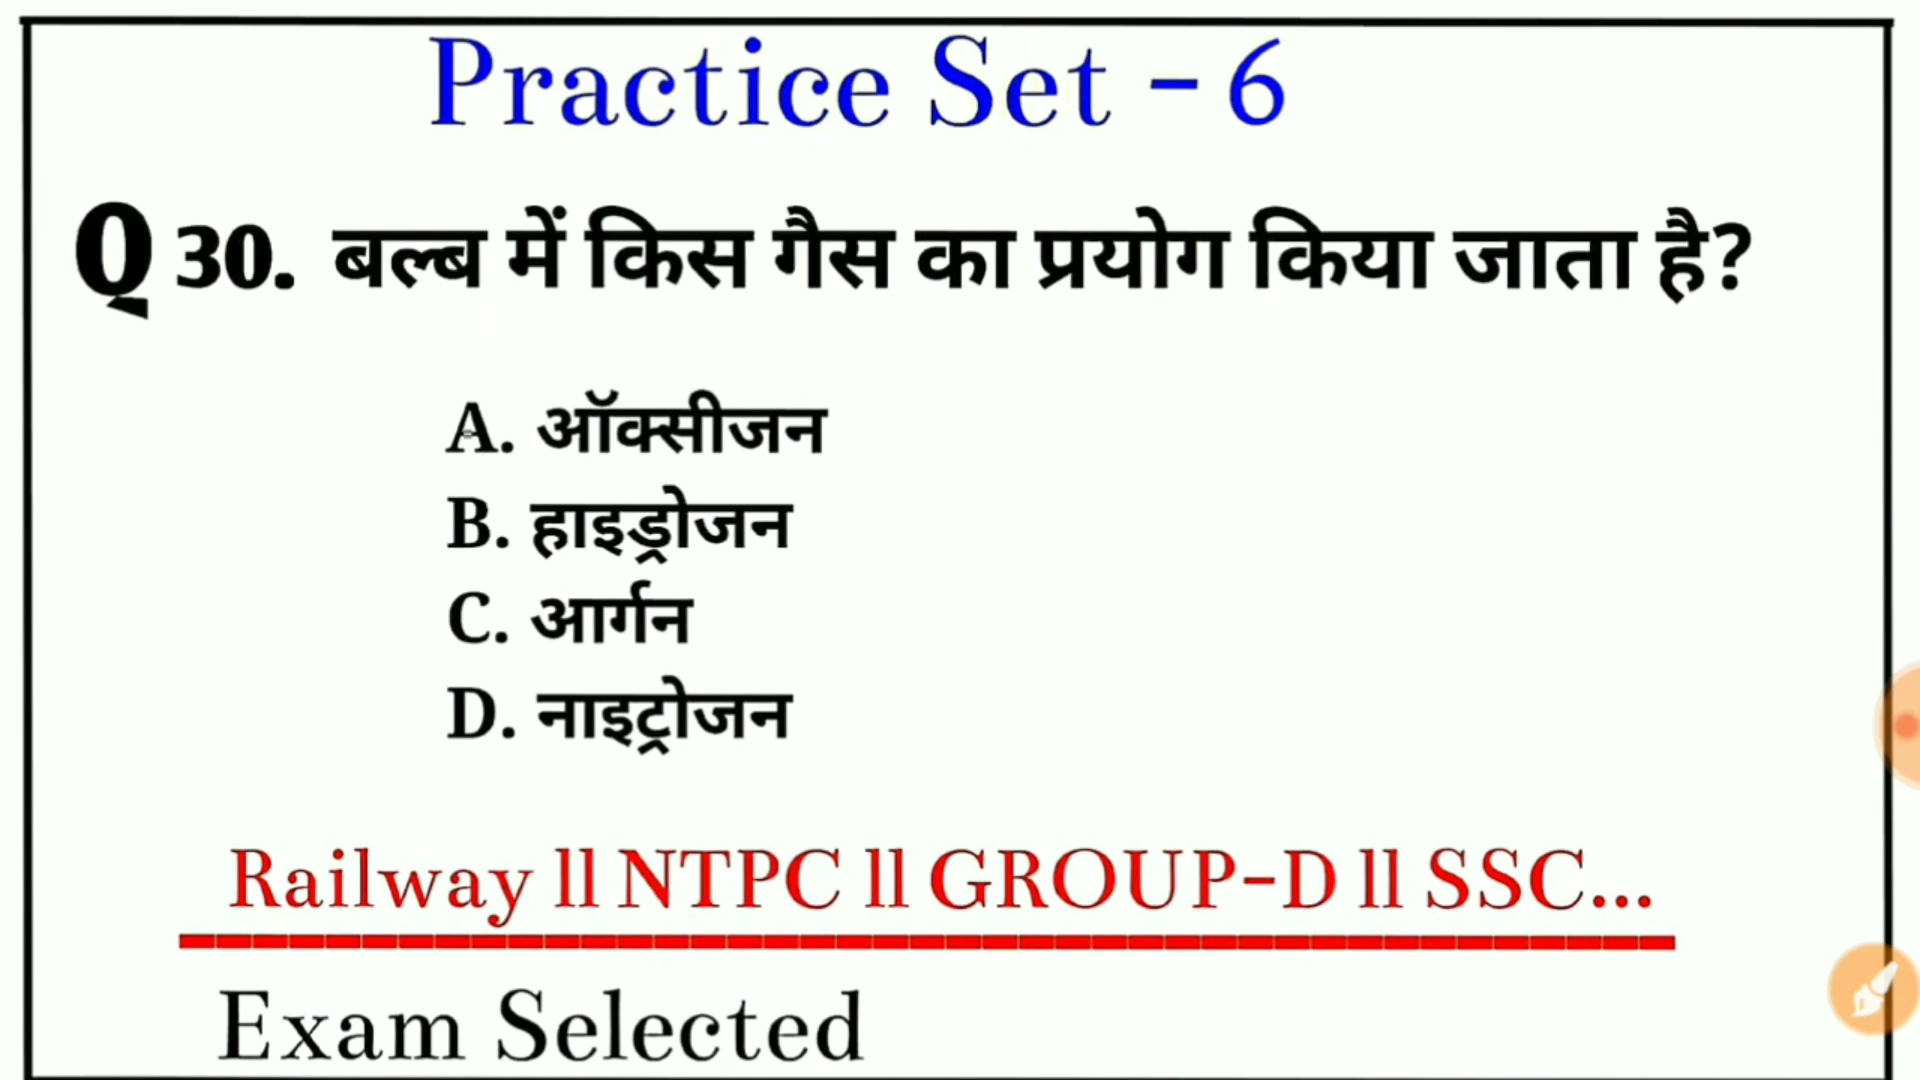 Practice Set - 6
Q 30. बल्ब में किस गैस का प्रयोग किया जाता है?
A. ऑक्सीजन
B. हाइड्रोजन
C. आर्गन
D. नाइट्रोजन
Railway ll NTPC ll GROUP-D ll SSC...
Exam Selected